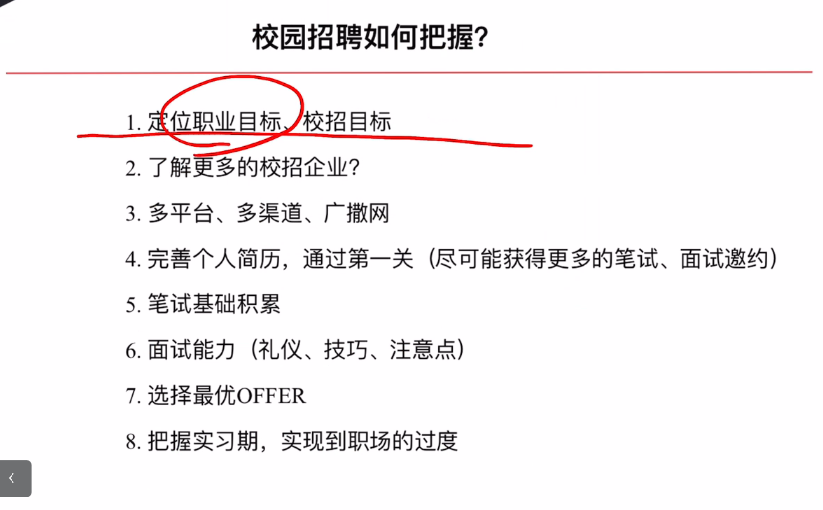 校园招聘如何把握？
1. 定位职业目标、校招目标
2. 了解更多的校招企业？
3. 多平台、多渠道、广撒网
4. 完善个人简历，通过第一关（尽可能获得更多的笔试、面试邀约）
5. 笔试基础积累
6. 面试能力（礼仪、技巧、注意点）
7. 选择最优OFFER
8. 把握实习期，实现到职场的过度